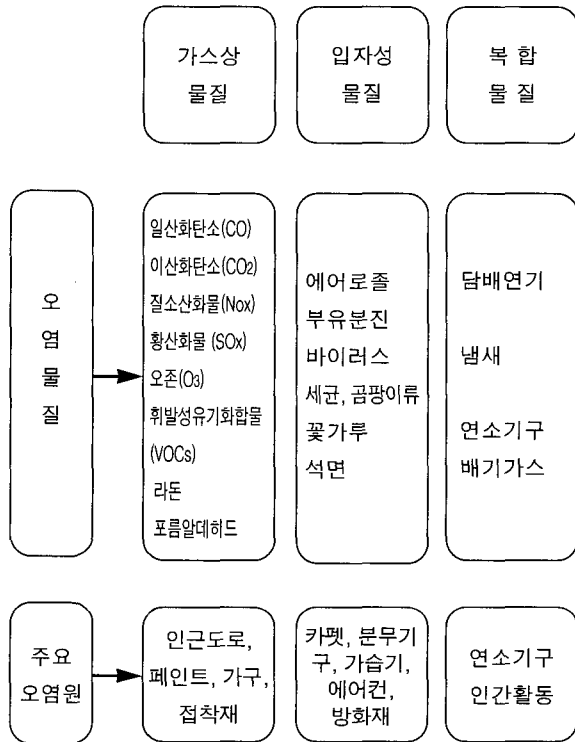 가스상
물질
입자성
물질
복 합
물 질
오
염
물
질
일산화탄소(CO)
이산화탄소(CO2)
질소산화물(Nox)
황산화물 (SOx)
오존(O3)
휘발성유기화합물
(VOCs)
라돈
포름알데히드
에어로졸
부유분진
바이러스
세균, 곰팡이류
꽃가루
석면
담배연기
냄새
연소기구
배기가스
주요
오염원
인근도로,
페인트, 가구,
접착재
카펫, 분무기
구, 가습기,
에어컨,
방화재
연소기구
인간활동